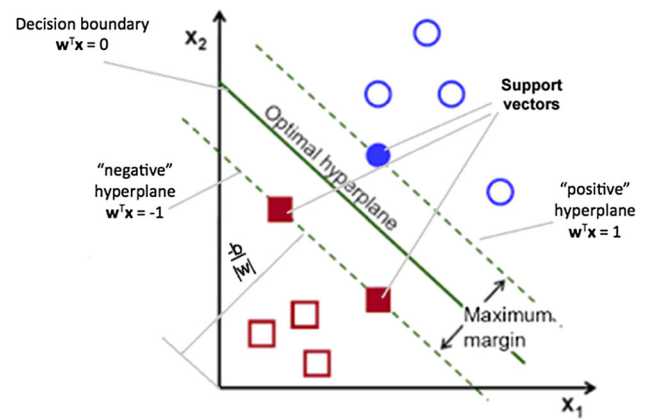 Decision boundary
wᵀx = 0
x₂
Support
vectors
Optimal hyperplane
"negative"
hyperplane
wᵀx = -1
"positive"
hyperplane
wᵀx = 1
-b
|w|
Maximum
margin
x₁